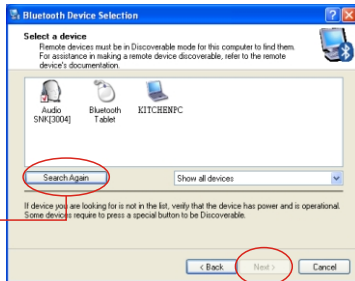 Bluetooth Device Selection
Select a device
Remote devices must be in Discoverable mode for this computer to find them.
For assistance in making a remote device discoverable, refer to the remote
device's documentation.
Audio Bluetooth KITCHENPC
SNK[3004] Tablet
Search Again Show all devices
If device you are looking for is not in the list, verify that the device has power and is operational.
Some devices require to press a special button to be Discoverable.
< Back Next > Cancel